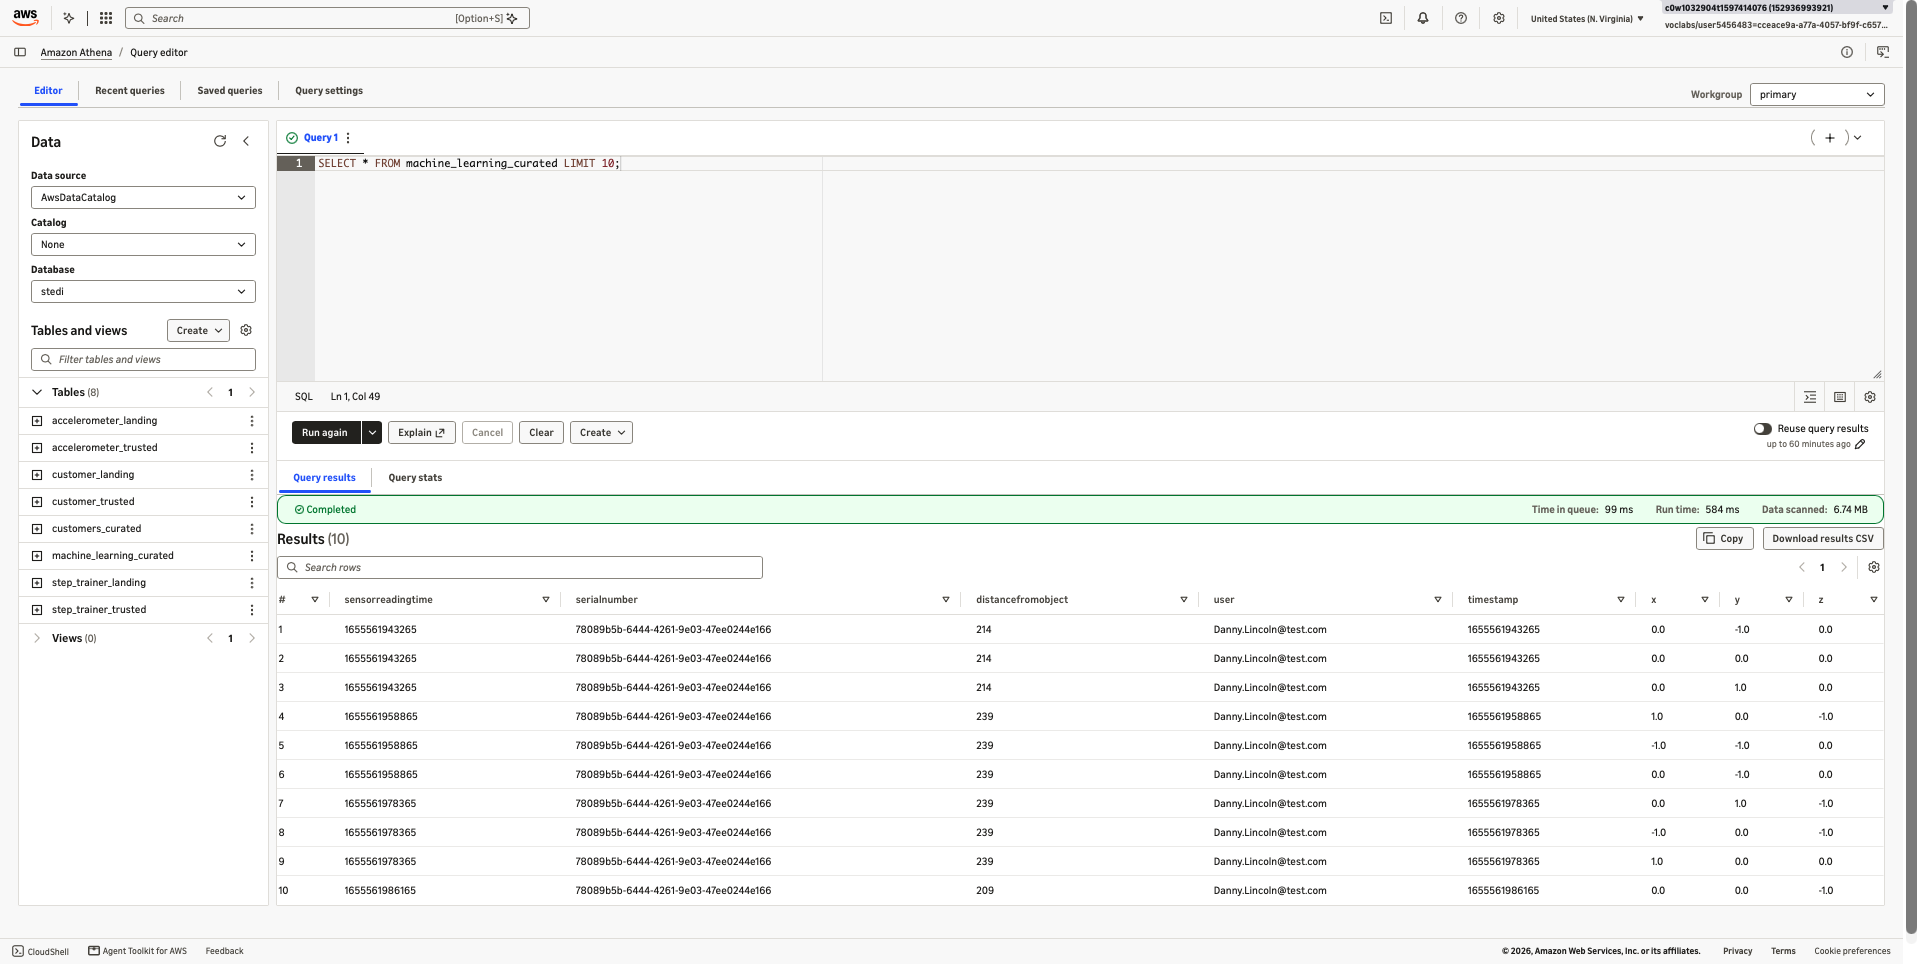 aws
Search [Option+S]
United States (N. Virginia) ▼
c0w1032904t1597414076 (152936993921) ▼
voclabs/user5456483=cceace9a-a77a-4057-bf9f-c657...
Amazon Athena / Query editor
Editor Recent queries Saved queries Query settings
Workgroup primary
Data
Data source
AwsDataCatalog
Catalog
None
Database
stedi
Tables and views Create
Filter tables and views
Tables (8) 1
accelerometer_landing
accelerometer_trusted
customer_landing
customer_trusted
customers_curated
machine_learning_curated
step_trainer_landing
step_trainer_trusted
Views (0) 1
Query 1
1 SELECT * FROM machine_learning_curated LIMIT 10;
SQL Ln 1, Col 49
Run again Explain Cancel Clear Create
Reuse query results
up to 60 minutes ago
Query results Query stats
Completed Time in queue: 99 ms Run time: 584 ms Data scanned: 6.74 MB
Results (10) Copy Download results CSV
Search rows 1
# sensorreadingtime serialnumber distancefromobject user timestamp x y z
1 1655561943265 78089b5b-6444-4261-9e03-47ee0244e166 214 Danny.Lincoln@test.com 1655561943265 0.0 -1.0 0.0
2 1655561943265 78089b5b-6444-4261-9e03-47ee0244e166 214 Danny.Lincoln@test.com 1655561943265 0.0 0.0 0.0
3 1655561943265 78089b5b-6444-4261-9e03-47ee0244e166 214 Danny.Lincoln@test.com 1655561943265 0.0 1.0 0.0
4 1655561958865 78089b5b-6444-4261-9e03-47ee0244e166 239 Danny.Lincoln@test.com 1655561958865 1.0 0.0 -1.0
5 1655561958865 78089b5b-6444-4261-9e03-47ee0244e166 239 Danny.Lincoln@test.com 1655561958865 -1.0 -1.0 0.0
6 1655561958865 78089b5b-6444-4261-9e03-47ee0244e166 239 Danny.Lincoln@test.com 1655561958865 0.0 -1.0 0.0
7 1655561978365 78089b5b-6444-4261-9e03-47ee0244e166 239 Danny.Lincoln@test.com 1655561978365 0.0 1.0 -1.0
8 1655561978365 78089b5b-6444-4261-9e03-47ee0244e166 239 Danny.Lincoln@test.com 1655561978365 -1.0 0.0 -1.0
9 1655561978365 78089b5b-6444-4261-9e03-47ee0244e166 239 Danny.Lincoln@test.com 1655561978365 1.0 0.0 0.0
10 1655561986165 78089b5b-6444-4261-9e03-47ee0244e166 209 Danny.Lincoln@test.com 1655561986165 0.0 0.0 -1.0
CloudShell Agent Toolkit for AWS Feedback © 2026, Amazon Web Services, Inc. or its affiliates. Privacy Terms Cookie preferences